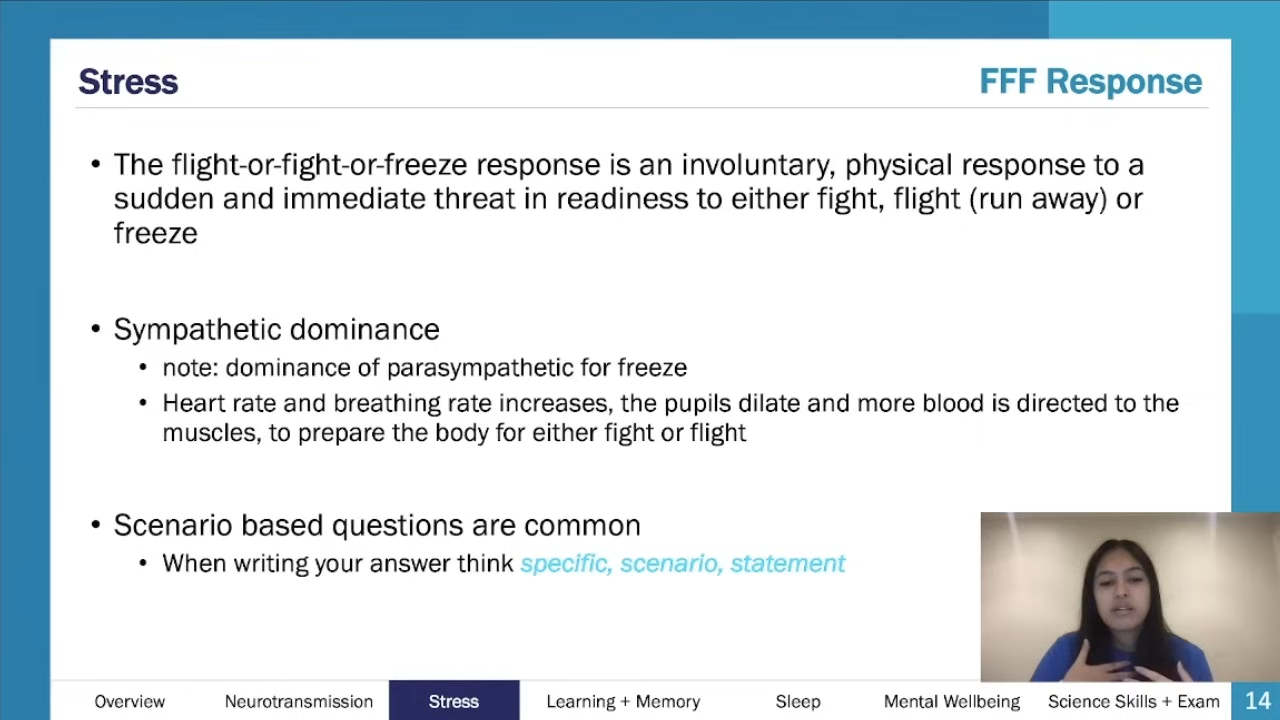 Stress
FFF Response
• The flight-or-fight-or-freeze response is an involuntary, physical response to a
sudden and immediate threat in readiness to either fight, flight (run away) or
freeze
• Sympathetic dominance
• note: dominance of parasympathetic for freeze
• Heart rate and breathing rate increases, the pupils dilate and more blood is directed to the
muscles, to prepare the body for either fight or flight
• Scenario based questions are common
• When writing your answer think specific, scenario, statement
Overview
Neurotransmission
Stress
Learning + Memory
Sleep
Mental Wellbeing
Science Skills + Exam
14